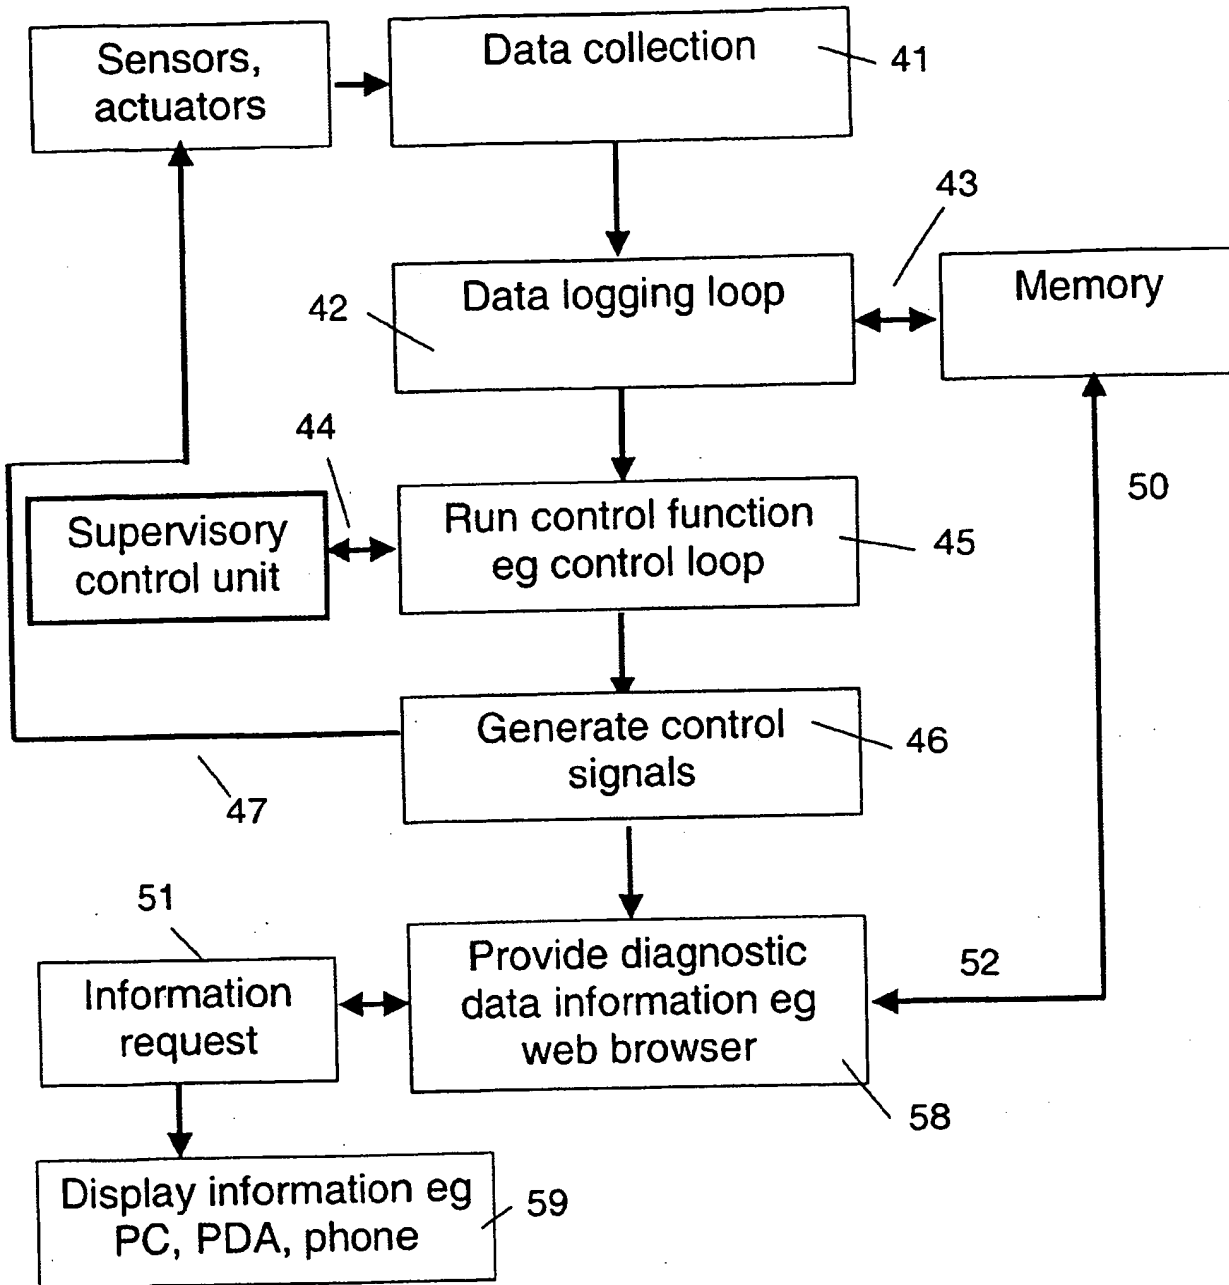 Sensors,
actuators
Data collection
41
43
Data logging loop
42
Memory
44
50
Supervisory
control unit
Run control function
eg control loop
45
Generate control
signals
46
47
51
Information
request
Provide diagnostic
data information eg
web browser
52
58
Display information eg
PC, PDA, phone
59